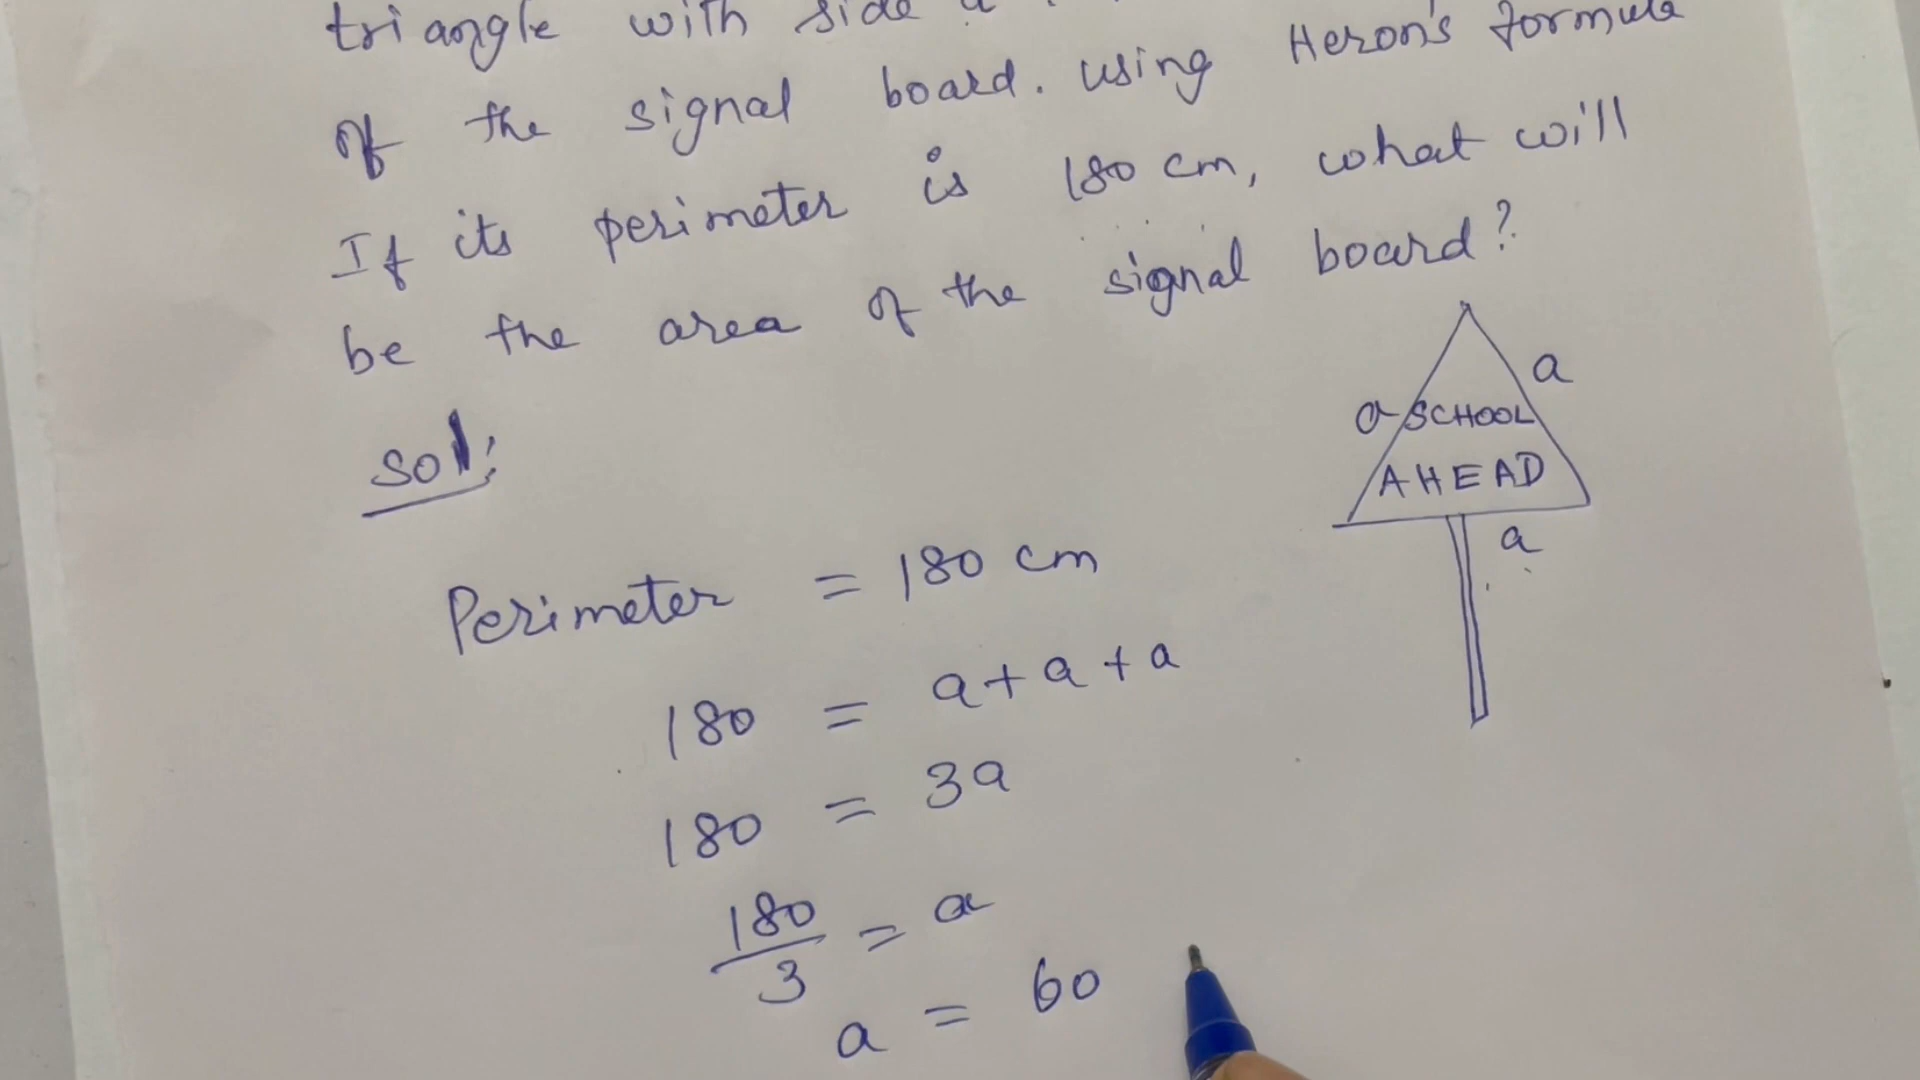 triangle with side a
of the signal board. Using Heron's formula
If its perimeter is 180 cm, what will
be the area of the signal board?
Sol:
a
a SCHOOL
AHEAD
a
Perimeter = 180 cm
180 = a + a + a
180 = 3a
180/3 = a
a = 60